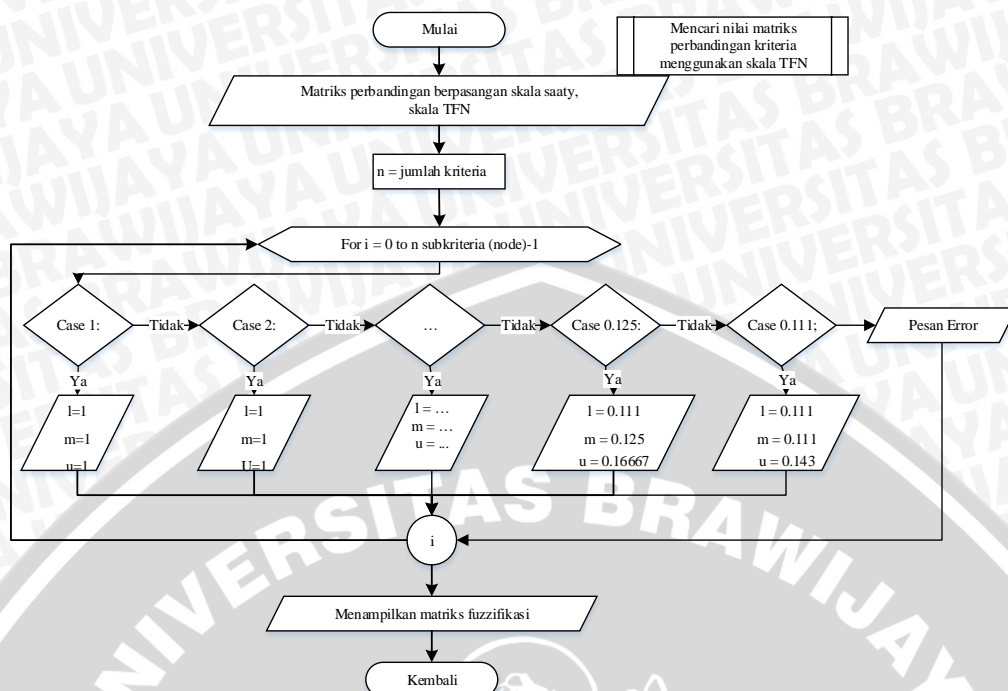 Mulai
Mencari nilai matriks
perbandingan kriteria
menggunakan skala TFN
Matriks perbandingan berpasangan skala saaty,
skala TFN
n = jumlah kriteria
For i = 0 to n subkriteria (node)-1
Case 1:
Tidak
Case 2:
Tidak
...
Tidak
Case 0.125:
Tidak
Case 0.111;
Pesan Error
Ya
Ya
Ya
Ya
Ya
l=1
m=1
u=1
l=1
m=1
U=1
l = ...
m = ...
u = ...
l = 0.111
m = 0.125
u = 0.16667
l = 0.111
m = 0.111
u = 0.143
i
Menampilkan matriks fuzzifikasi
Kembali
UNIVERSITAS BRAWIJAYA